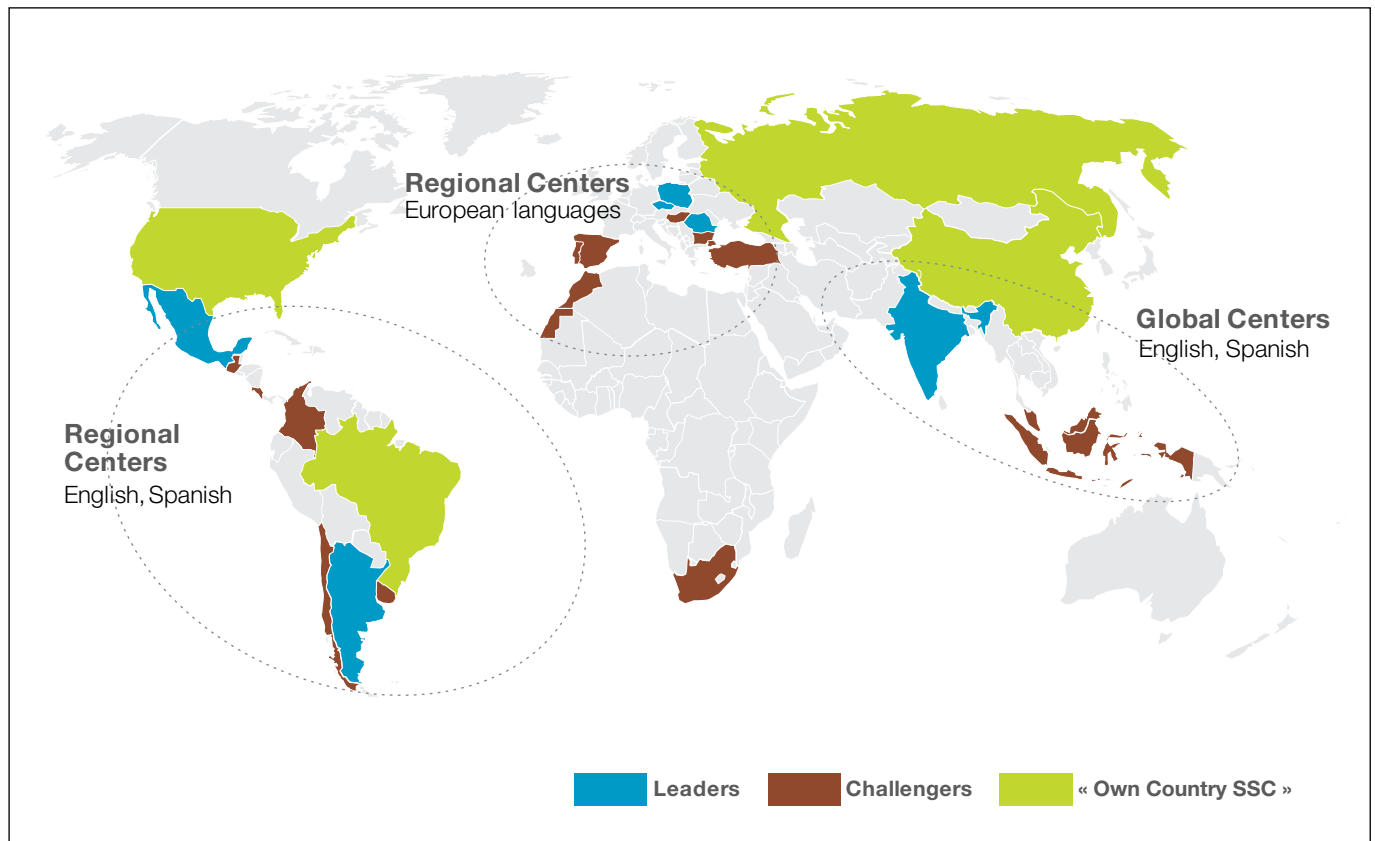 Regional Centers
European languages
Global Centers
English, Spanish
Regional
Centers
English, Spanish
Leaders
Challengers
« Own Country SSC »